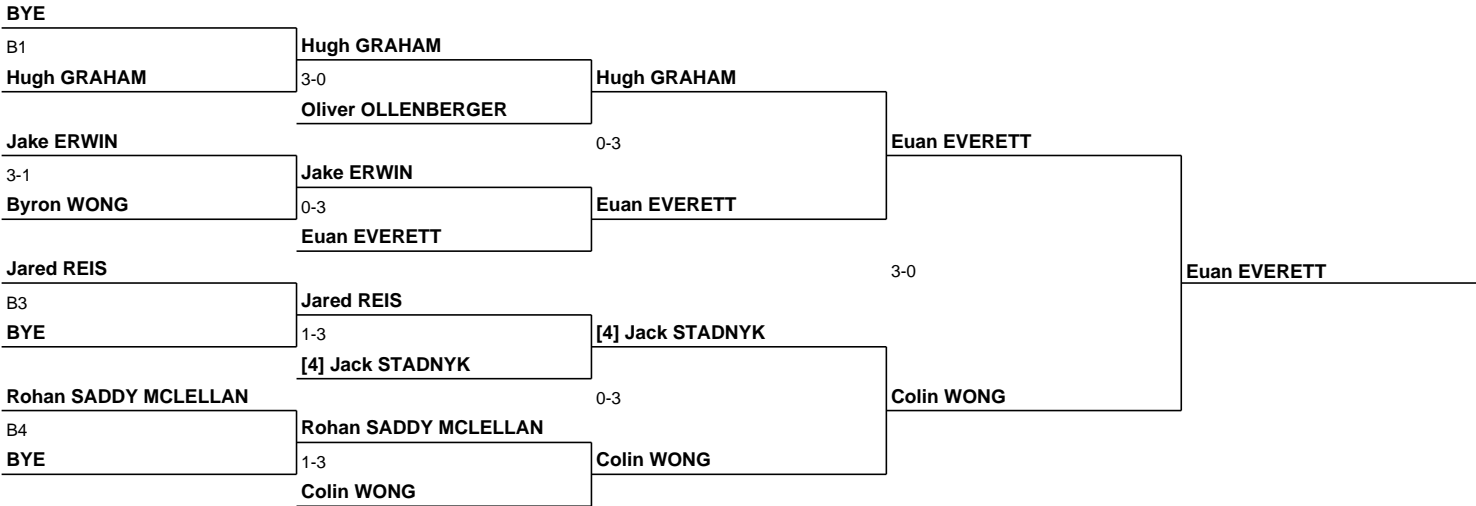 BYE
B1
Hugh GRAHAM
Hugh GRAHAM
3-0
Oliver OLLENBERGER
Hugh GRAHAM
Jake ERWIN
3-1
Byron WONG
Jake ERWIN
0-3
Euan EVERETT
0-3
Euan EVERETT
Euan EVERETT
Jared REIS
B3
BYE
Jared REIS
1-3
[4] Jack STADNYK
[4] Jack STADNYK
3-0
Euan EVERETT
Rohan SADDY MCLELLAN
B4
BYE
Rohan SADDY MCLELLAN
1-3
Colin WONG
0-3
Colin WONG
Colin WONG